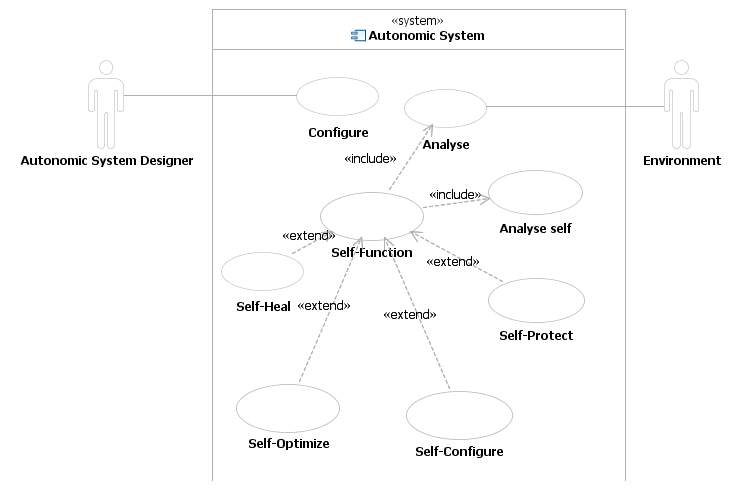 «system»
Autonomic System
Configure
Analyse
Autonomic System Designer
Environment
«include»
«include»
Analyse self
«extend»
Self-Function
«extend»
Self-Heal
«extend»
«extend»
Self-Protect
Self-Optimize
Self-Configure